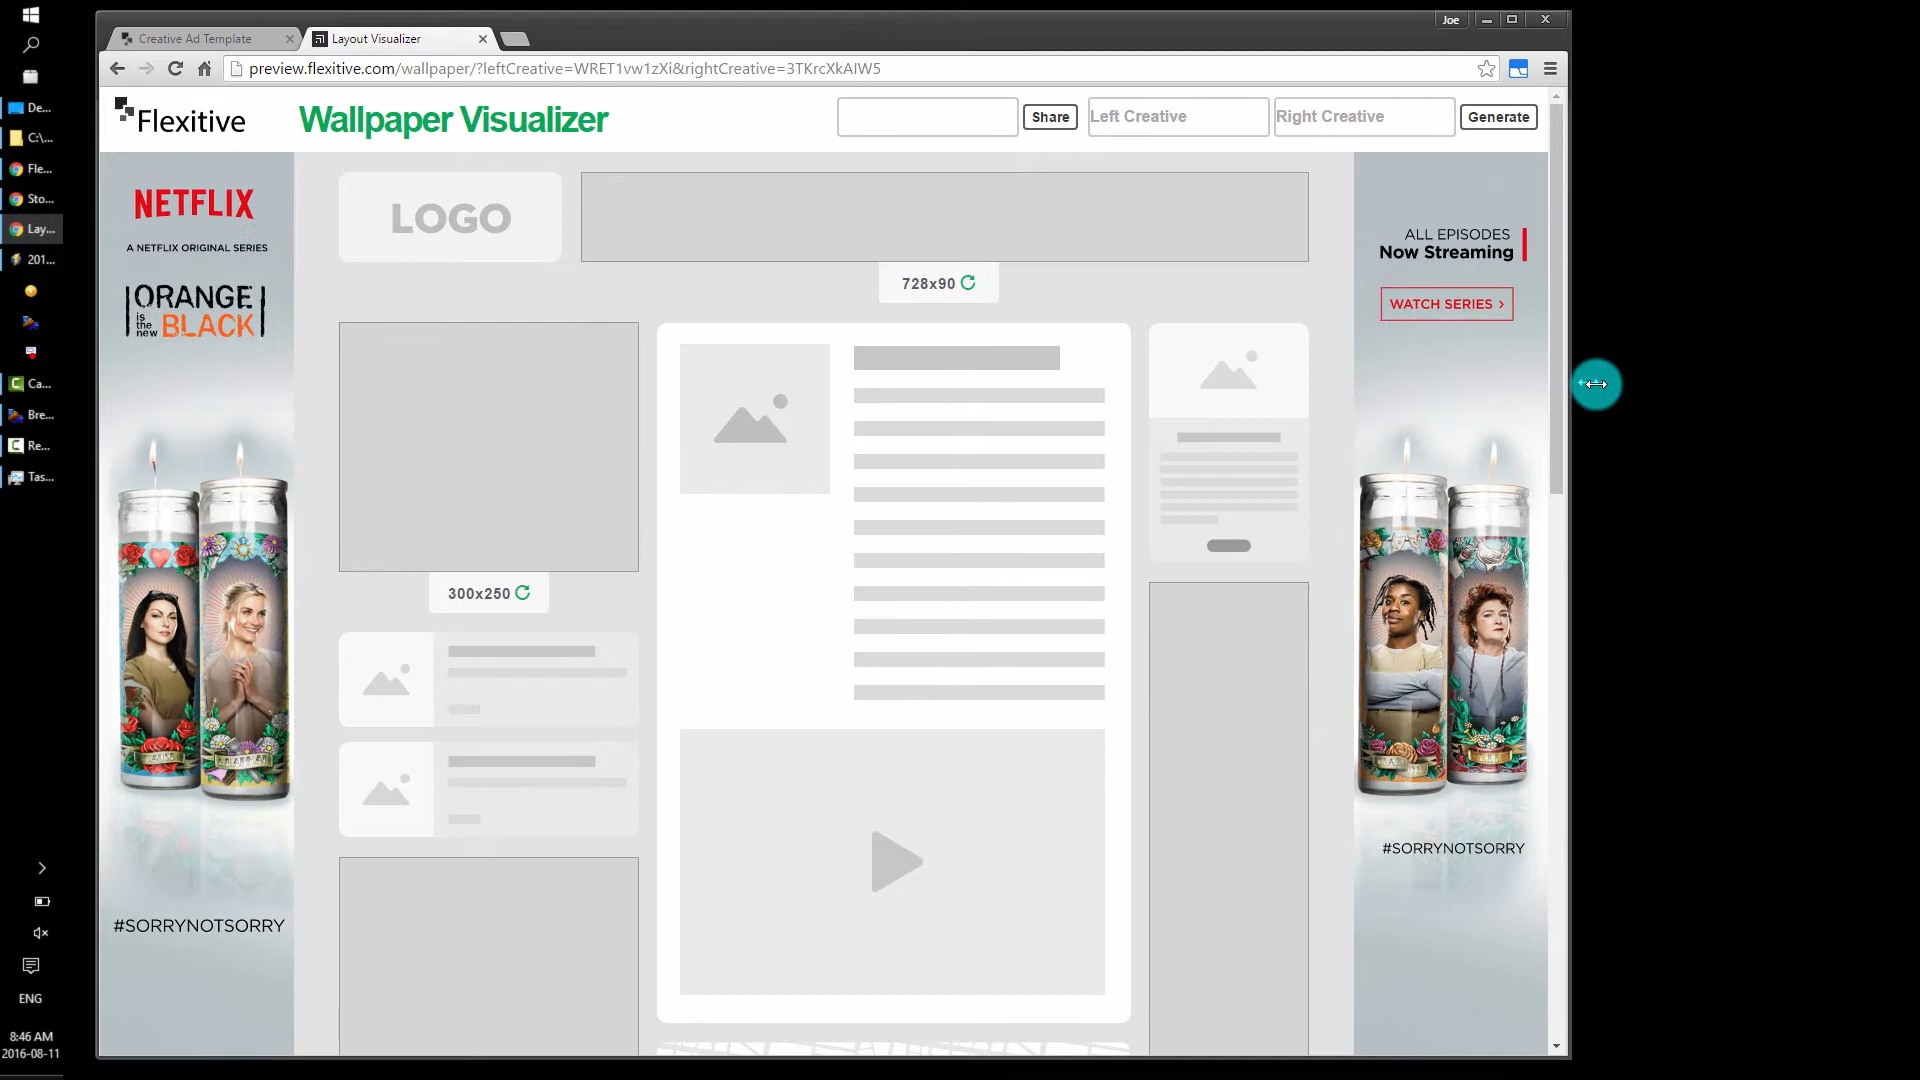 Joe
Creative Ad Template
Layout Visualizer
preview.flexitive.com/wallpaper/?leftCreative=WRET1vw1zXi&rightCreative=3TKrcXkAIW5
Flexitive
Wallpaper Visualizer
Share
Left Creative
Right Creative
Generate
De...
C:\...
Fle...
Sto...
Lay...
201...
Ca...
Bre...
Re...
Tas...
ENG
8:46 AM
2016-08-11
NETFLIX
A NETFLIX ORIGINAL SERIES
ORANGE
is the new BLACK
#SORRYNOTSORRY
LOGO
728x90
300x250
ALL EPISODES
Now Streaming
WATCH SERIES >
#SORRYNOTSORRY